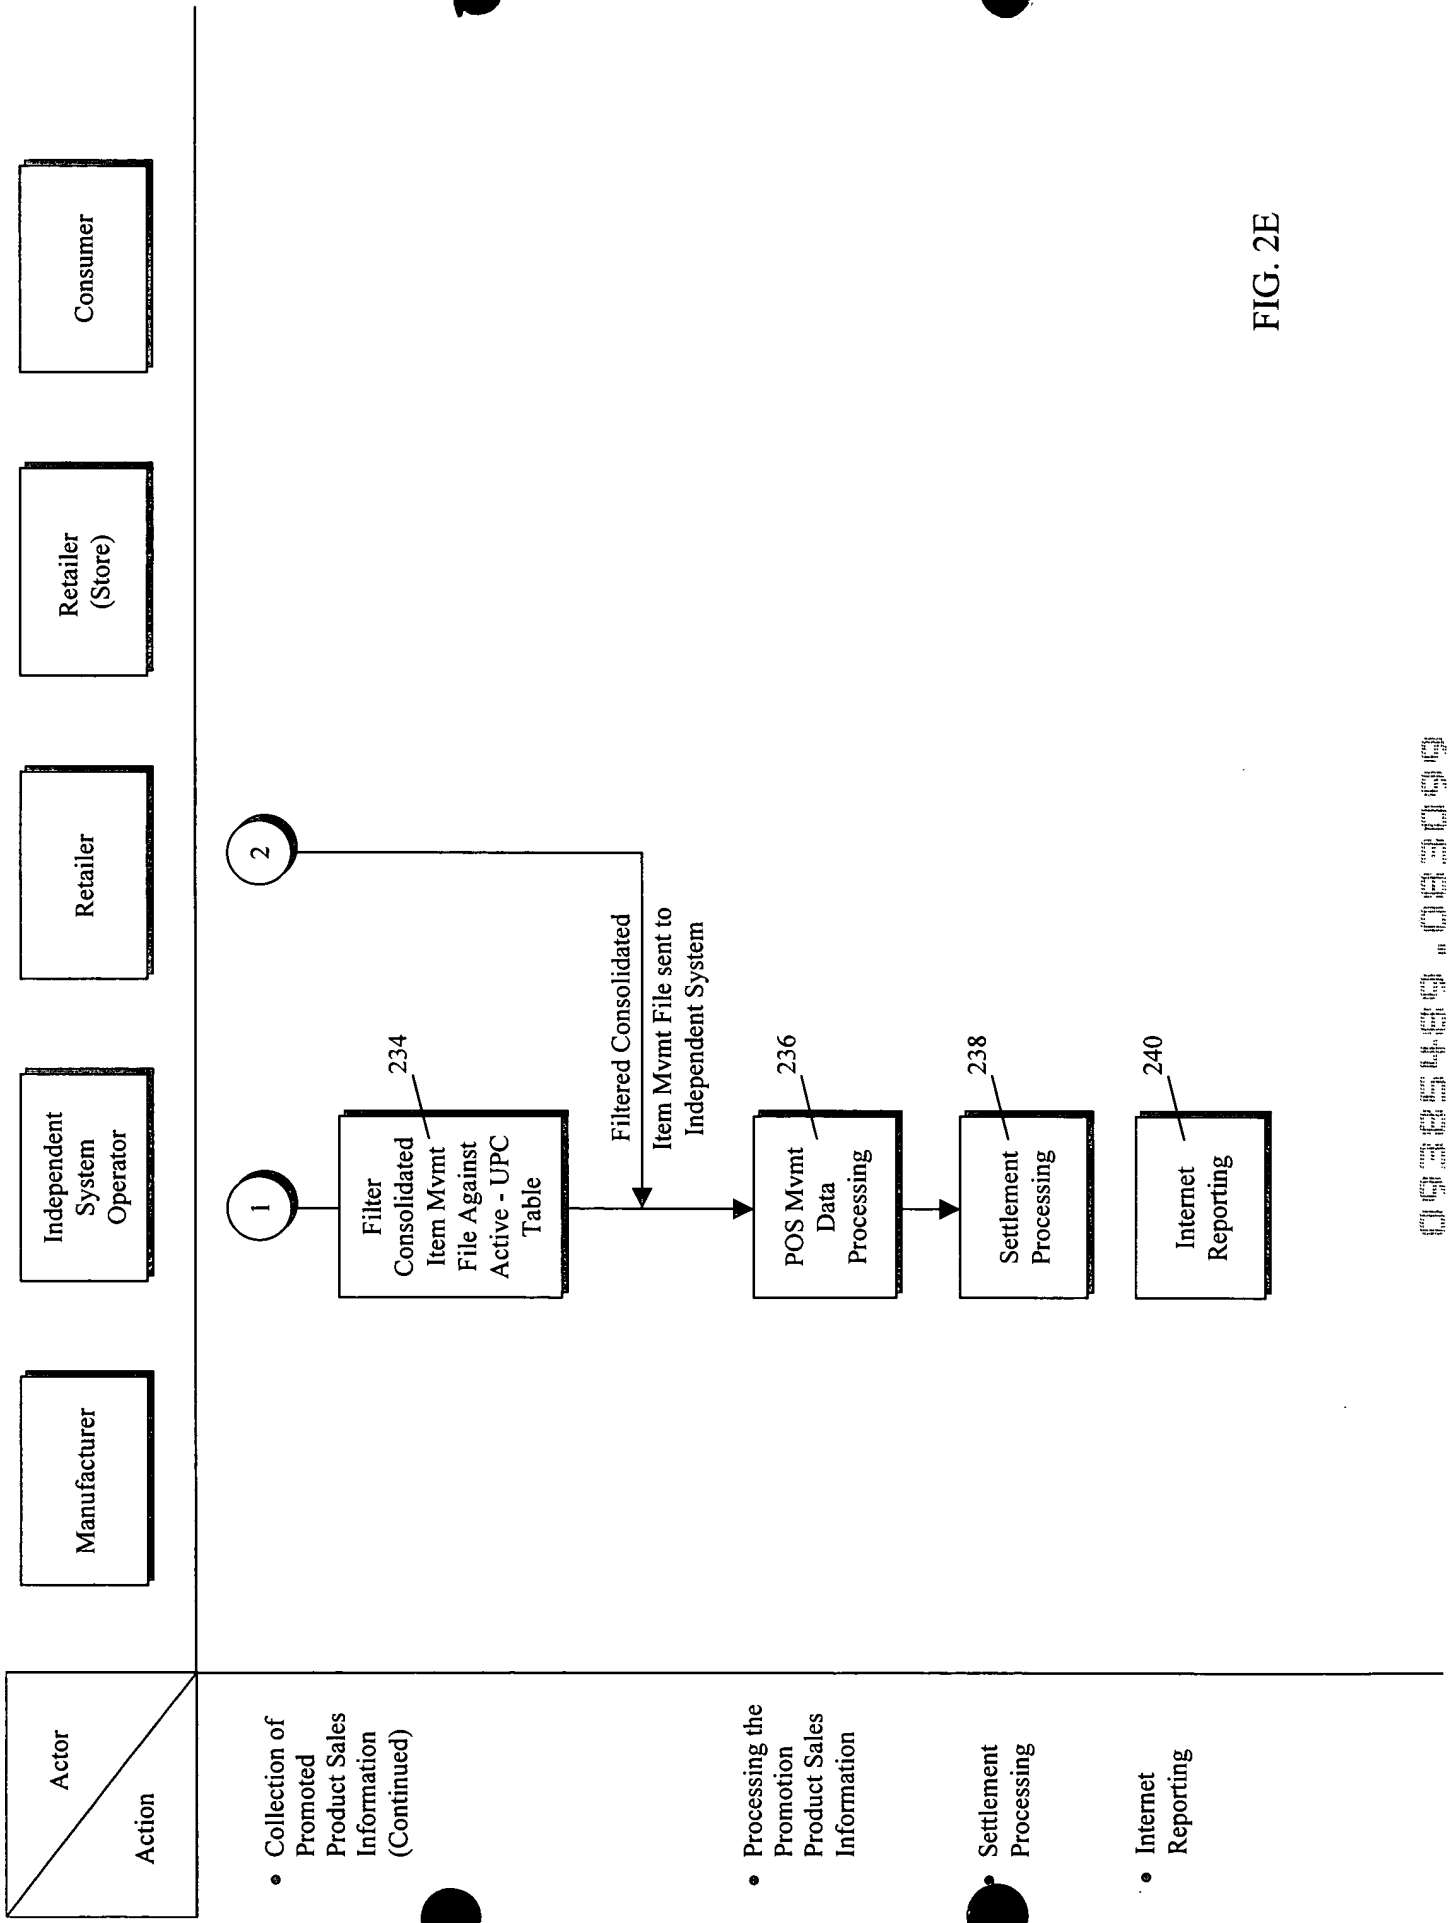 Actor
Action
Manufacturer
Independent
System
Operator
Retailer
Retailer
(Store)
Consumer
• Collection of
Promoted
Product Sales
Information
(Continued)
1
2
Filter
Consolidated
Item Mvmt
File Against
Active - UPC
Table
234
Filtered Consolidated
Item Mvmt File sent to
Independent System
• Processing the
Promotion
Product Sales
Information
POS Mvmt
Data
Processing
236
• Settlement
Processing
Settlement
Processing
238
• Internet
Reporting
Internet
Reporting
240
FIG. 2E